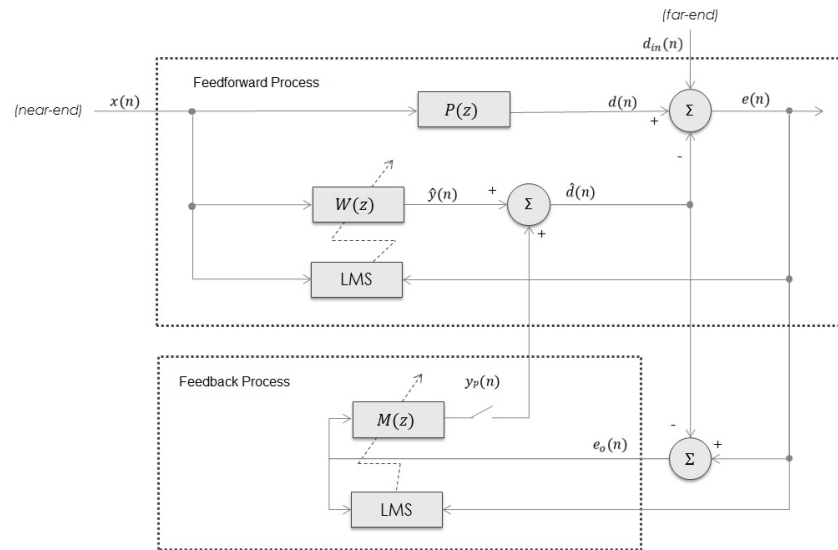 (far-end)
d_in(n)
Feedforward Process
(near-end)
x(n)
P(z)
d(n)
+
Σ
e(n)
-
W(z)
ŷ(n)
+
Σ
d̂(n)
+
LMS
Feedback Process
y_p(n)
M(z)
-
e_o(n)
Σ
+
LMS